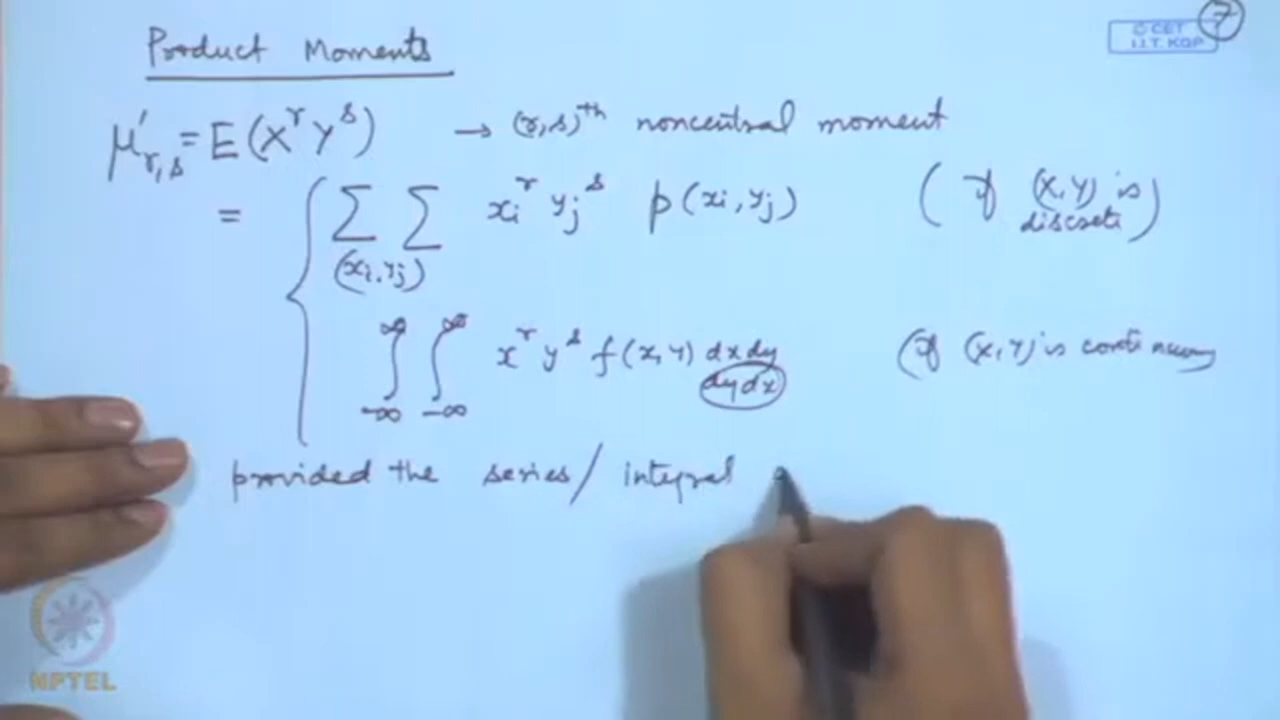 Product Moments
© CET
I.I.T. KGP
7
μ'r,s = E(X^r Y^s) → (r,s)^th noncentral moment
= { Σ Σ xi^r yj^s p(xi, yj) (if (X,Y) is discrete)
(xi, yj)
∫_{-∞}^{∞} ∫_{-∞}^{∞} x^r y^s f(x,y) dx dy (if (X,Y) is continuous
dy dx
provided the series/ integral
NPTEL